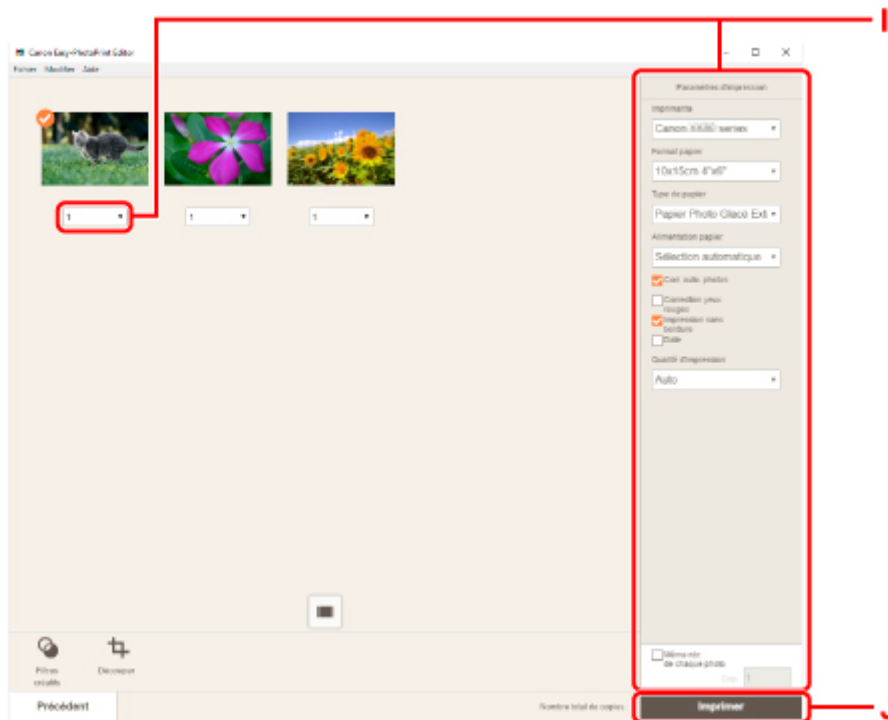 I
Canon Easy-PhotoPrint Editor
Fichier Modifier Aide
Paramètres d'impression
Imprimante
Canon series
Format papier
10x15cm 4"x6"
Type de papier
Papier Photo Glacé Ext
Alimentation papier
Sélection automatique
Corr. auto photos
Correction yeux
rouges
Impression sans
bordure
Date
Qualité d'impression
Auto
1
1
1
Filtres
créatifs
Découper
de chaque photo
1
Précédent
Nombre total de copies
Imprimer
J